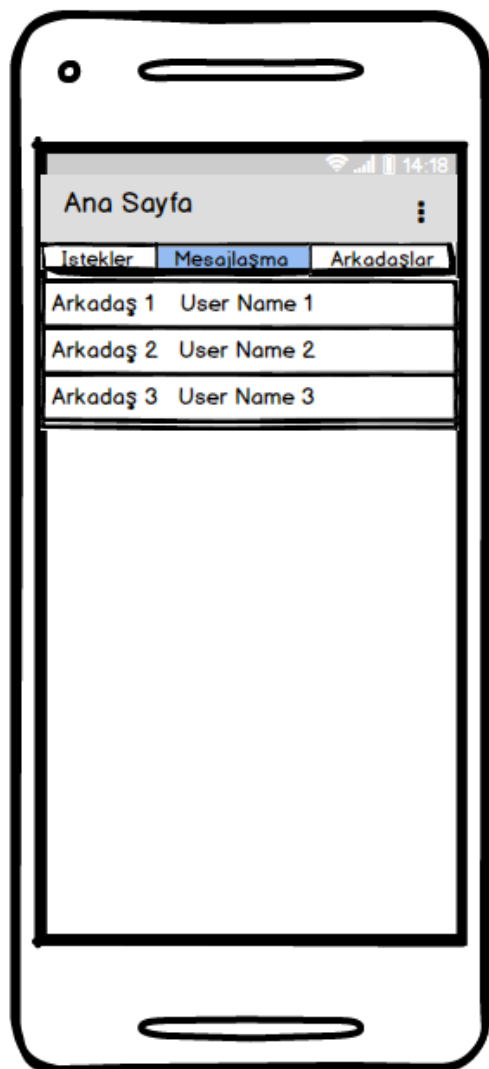 14:18
Ana Sayfa
Istekler Mesajlaşma Arkadaşlar
Arkadaş 1 User Name 1
Arkadaş 2 User Name 2
Arkadaş 3 User Name 3